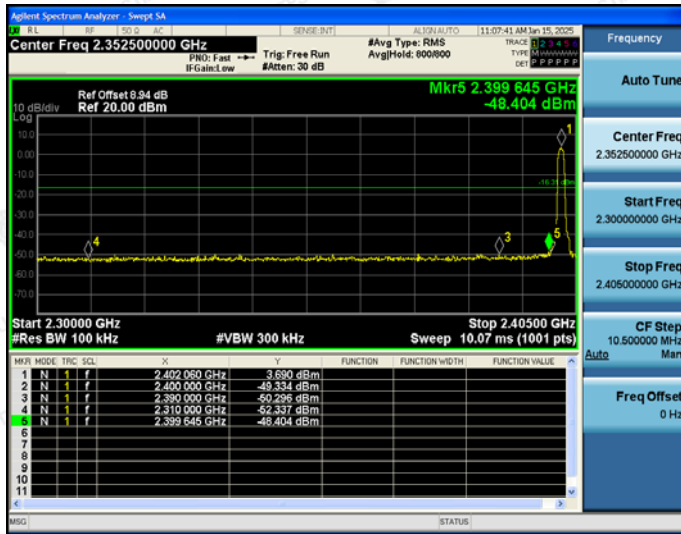 Agilent Spectrum Analyzer - Swept SA
RL RF 50 Ω AC SENSE:INT ALIGNAUTO 11:07:41 AM Jan 15, 2025
Center Freq 2.352500000 GHz
PNO: Fast
IFGain:Low
Trig: Free Run
#Atten: 30 dB
#Avg Type: RMS
Avg|Hold: 800/800
TRACE 1 2 3 4 5 6
TYPE M
DET P P P P P P
Ref Offset 8.94 dB
Ref 20.00 dBm
10 dB/div
Log
Mkr5 2.399 645 GHz
-48.404 dBm
10.0
0.00
-10.0
-20.0
-30.0
-40.0
-50.0
-60.0
-70.0
1
4
3
5
Start 2.30000 GHz
Stop 2.40500 GHz
#Res BW 100 kHz
#VBW 300 kHz
Sweep 10.07 ms (1001 pts)
MKR MODE TRC SCL X Y FUNCTION FUNCTION WIDTH FUNCTION VALUE
1 N 1 f 2.402 060 GHz 3.690 dBm
2 N 1 f 2.400 000 GHz -49.334 dBm
3 N 1 f 2.390 000 GHz -50.296 dBm
4 N 1 f 2.310 000 GHz -52.337 dBm
5 N 1 f 2.399 645 GHz -48.404 dBm
6
7
8
9
10
11
MSG
STATUS
Frequency
Auto Tune
Center Freq
2.352500000 GHz
Start Freq
2.300000000 GHz
Stop Freq
2.405000000 GHz
CF Step
10.500000 MHz
Auto Man
Freq Offset
0 Hz